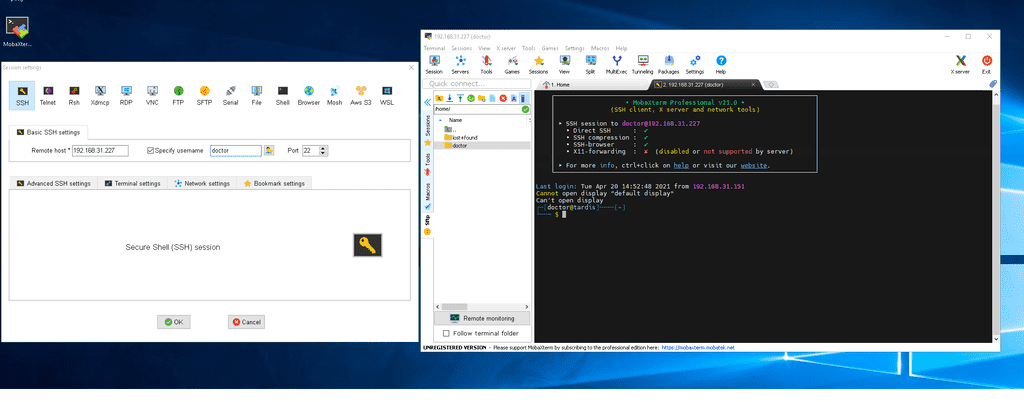 MobaXter...
Session settings
SSH Telnet Rsh Xdmcp RDP VNC FTP SFTP Serial File Shell Browser Mosh Aws S3 WSL
Basic SSH settings
Remote host * 192.168.31.227 Specify username doctor Port 22
Advanced SSH settings Terminal settings Network settings Bookmark settings
Secure Shell (SSH) session
OK Cancel
192.168.31.227 (doctor)
Terminal Sessions View X server Tools Games Settings Macros Help
Session Servers Tools Games Sessions View Split MultiExec Tunneling Packages Settings Help X server Exit
Quick connect...
1. Home
2. 192.168.31.227 (doctor)
Sessions
Tools
Macros
Sftp
/home/
Name
..
lost+found
doctor
Remote monitoring
Follow terminal folder
• MobaXterm Professional v21.0 •
(SSH client, X server and network tools)
➤ SSH session to doctor@192.168.31.227
• Direct SSH : ✔
• SSH compression : ✔
• SSH-browser : ✔
• X11-forwarding : ✘ (disabled or not supported by server)
➤ For more info, ctrl+click on help or visit our website.
Last login: Tue Apr 20 14:52:48 2021 from 192.168.31.151
Cannot open display "default display"
Can't open display
┌─[doctor@tardis]────[~]
└─── $
UNREGISTERED VERSION - Please support MobaXterm by subscribing to the professional edition here: https://mobaxterm.mobatek.net